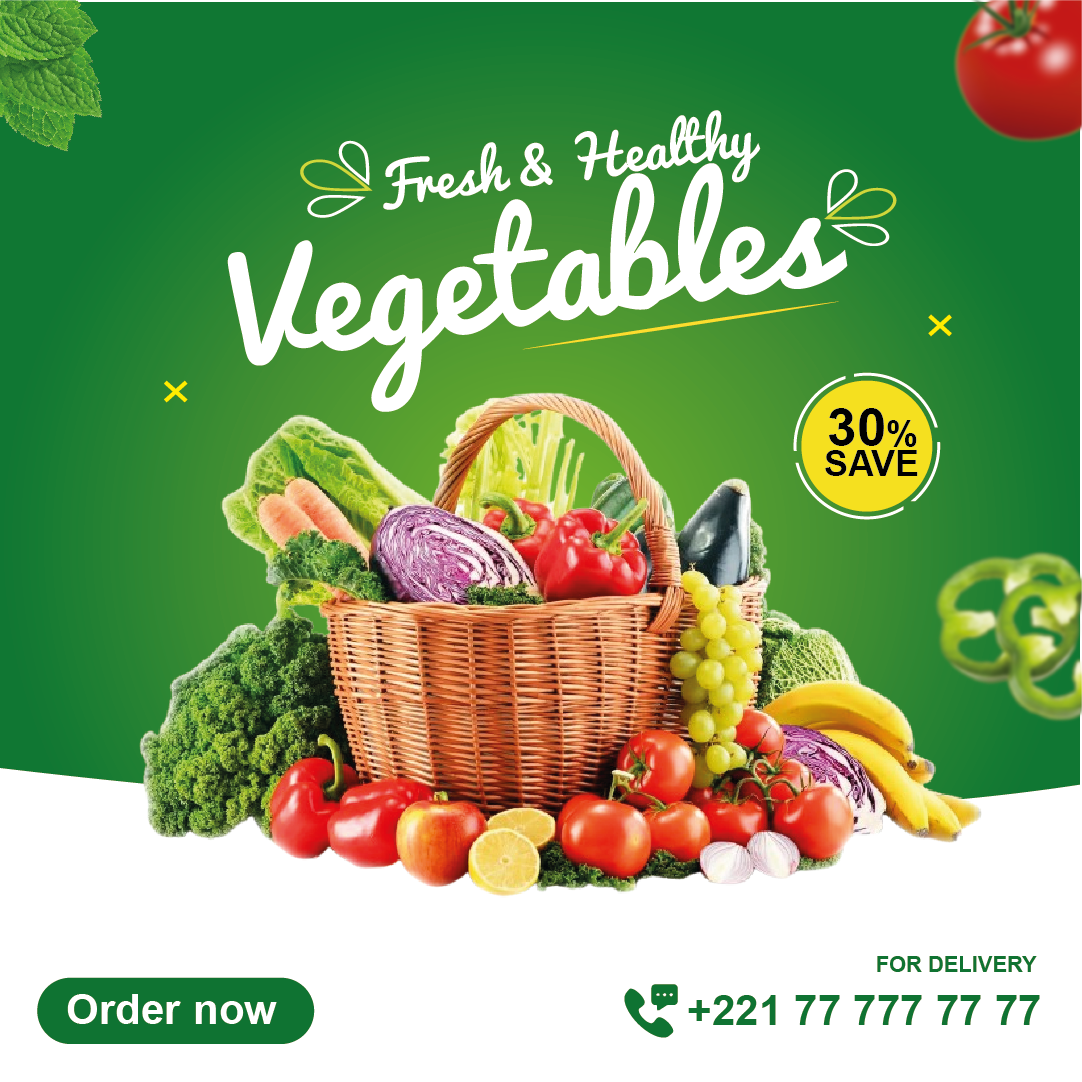 Fresh & Healthy
Vegetables
30%
SAVE
FOR DELIVERY
Order now
+221 77 777 77 77